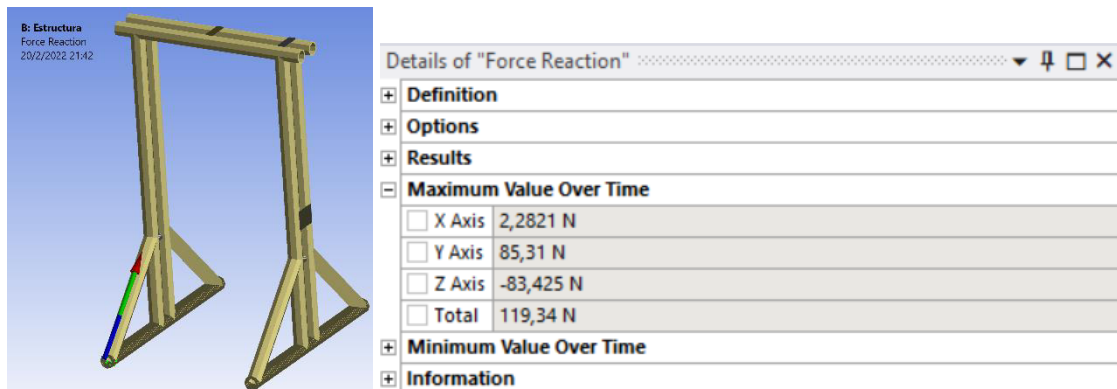 B: Estructura
Force Reaction
20/2/2022 21:42
Details of "Force Reaction"
Definition
Options
Results
Maximum Value Over Time
X Axis 2,2821 N
Y Axis 85,31 N
Z Axis -83,425 N
Total 119,34 N
Minimum Value Over Time
Information